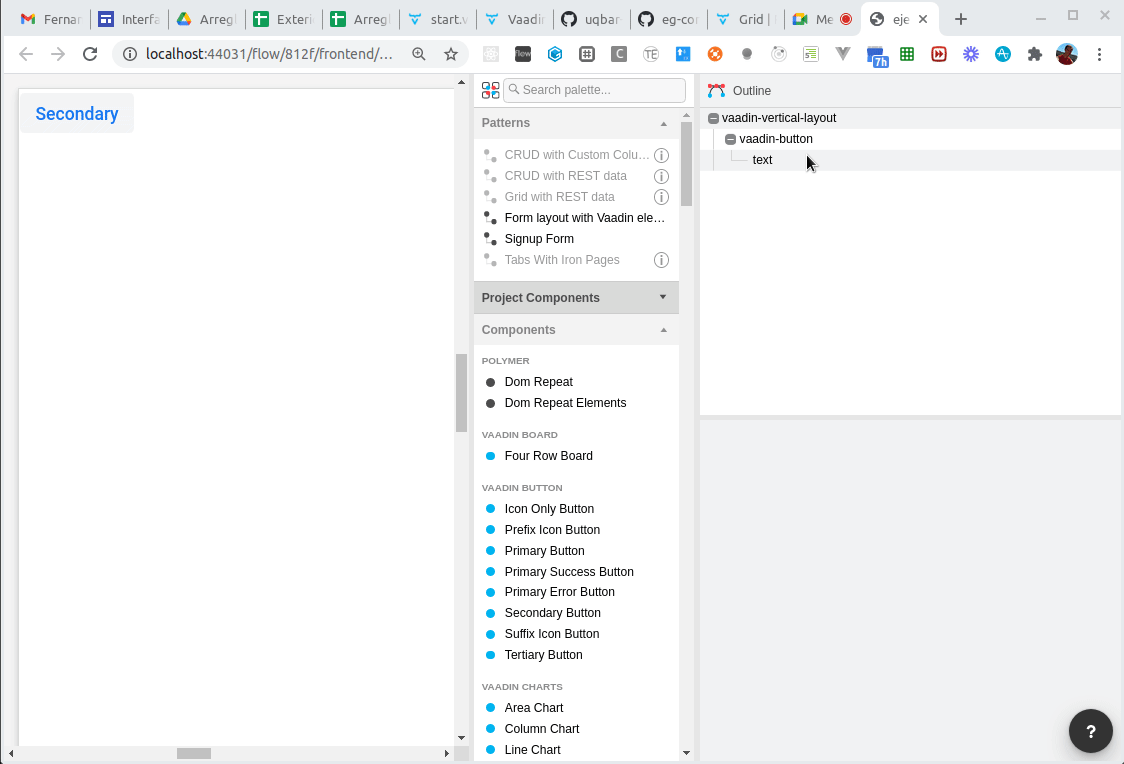 Fernar
Interfa
Arregl
Exteri
Arregl
start.v
Vaadin
uqbar
eg-cor
Grid |
Me
eje
localhost:44031/flow/812f/frontend/...
flow
C
TE
7h
Secondary
Search palette...
Patterns
CRUD with Custom Colu...
CRUD with REST data
Grid with REST data
Form layout with Vaadin ele...
Signup Form
Tabs With Iron Pages
Project Components
Components
POLYMER
Dom Repeat
Dom Repeat Elements
VAADIN BOARD
Four Row Board
VAADIN BUTTON
Icon Only Button
Prefix Icon Button
Primary Button
Primary Success Button
Primary Error Button
Secondary Button
Suffix Icon Button
Tertiary Button
VAADIN CHARTS
Area Chart
Column Chart
Line Chart
Outline
vaadin-vertical-layout
vaadin-button
text
?